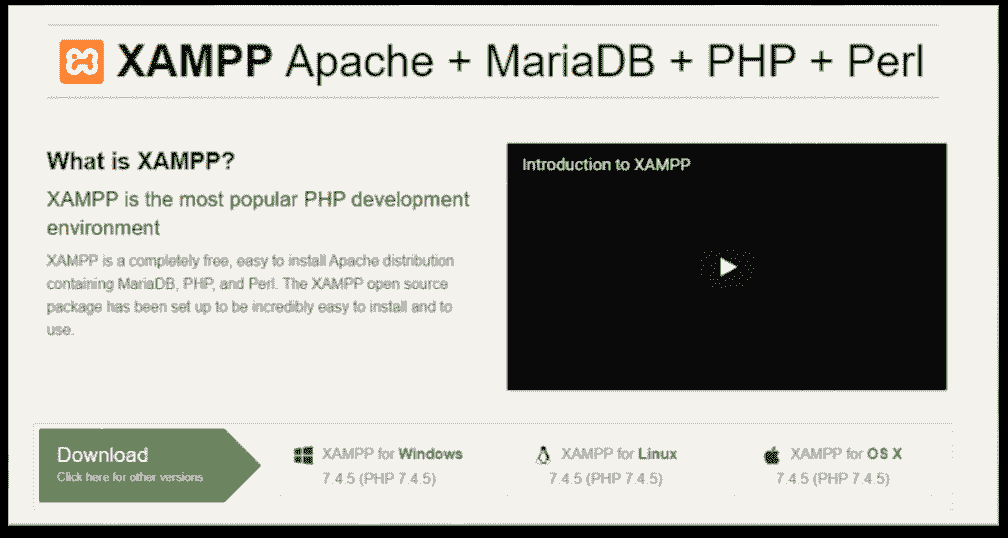 XAMPP Apache + MariaDB + PHP + Perl
What is XAMPP?
XAMPP is the most popular PHP development
environment
XAMPP is a completely free, easy to install Apache distribution
containing MariaDB, PHP, and Perl. The XAMPP open source
package has been set up to be incredibly easy to install and to
use.
Introduction to XAMPP
Download
Click here for other versions
XAMPP for Windows
7.4.5 (PHP 7.4.5)
XAMPP for Linux
7.4.5 (PHP 7.4.5)
XAMPP for OS X
7.4.5 (PHP 7.4.5)